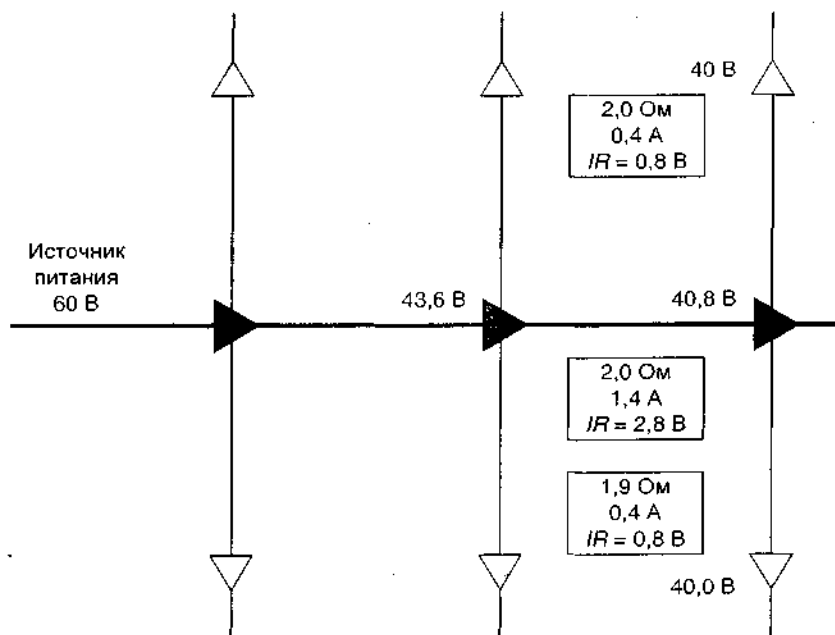 40 В
2,0 Ом
0,4 А
IR = 0,8 В
Источник
питания
60 В
43,6 В
40,8 В
2,0 Ом
1,4 А
IR = 2,8 В
1,9 Ом
0,4 А
IR = 0,8 В
40,0 В